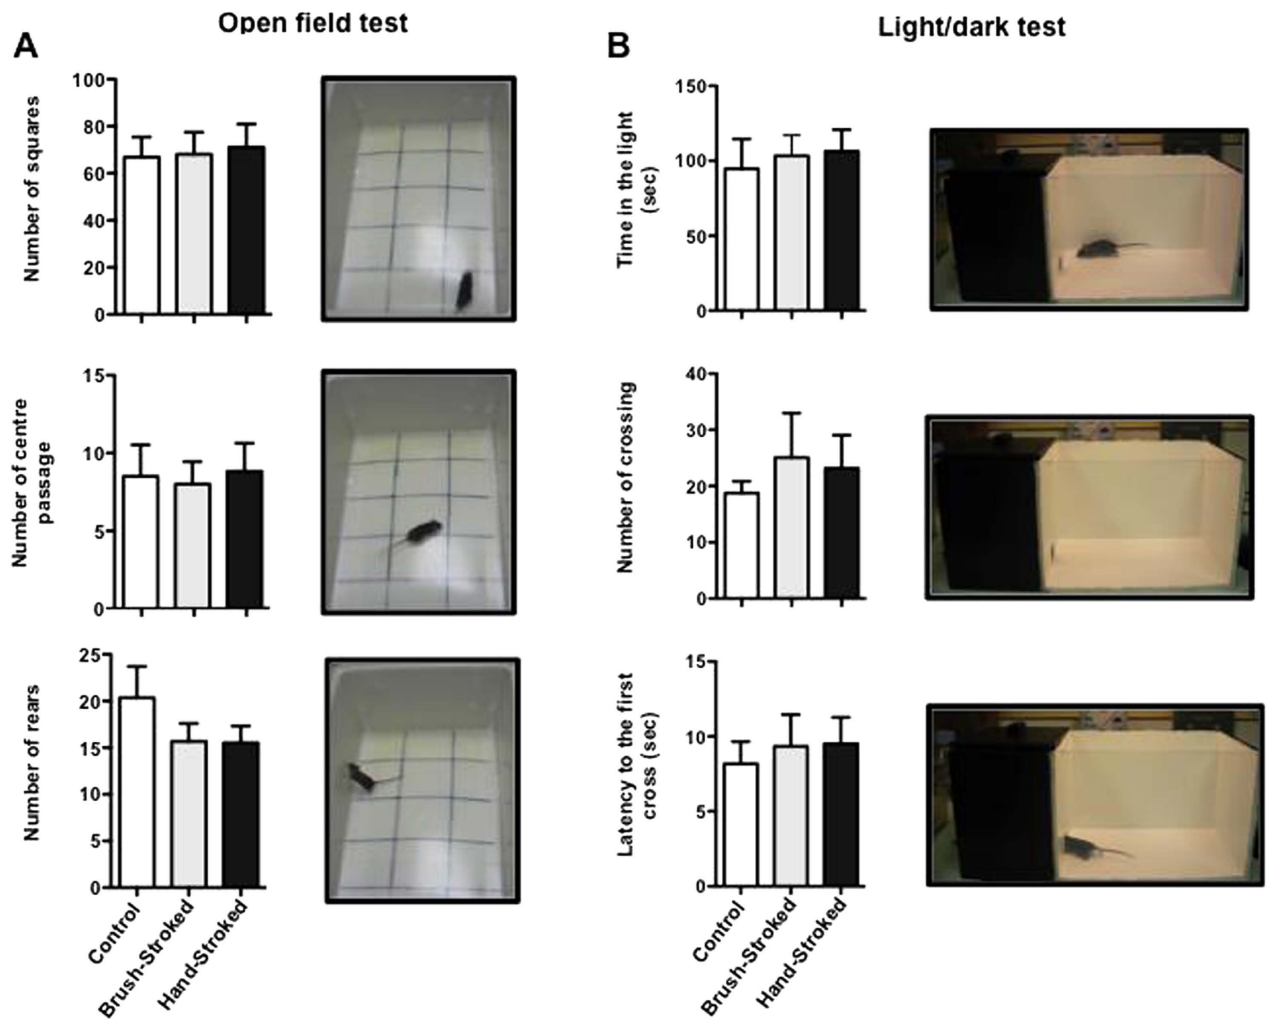 Open field test
A
Number of squares
100
80
60
40
20
0
Number of centre
passage
15
10
5
0
Number of rears
25
20
15
10
5
0
Control
Brush-Stroked
Hand-Stroked
Light/dark test
B
Time in the light
(sec)
150
100
50
0
Number of crossing
40
30
20
10
0
Latency to the first
cross (sec)
15
10
5
0
Control
Brush-Stroked
Hand-Stroked